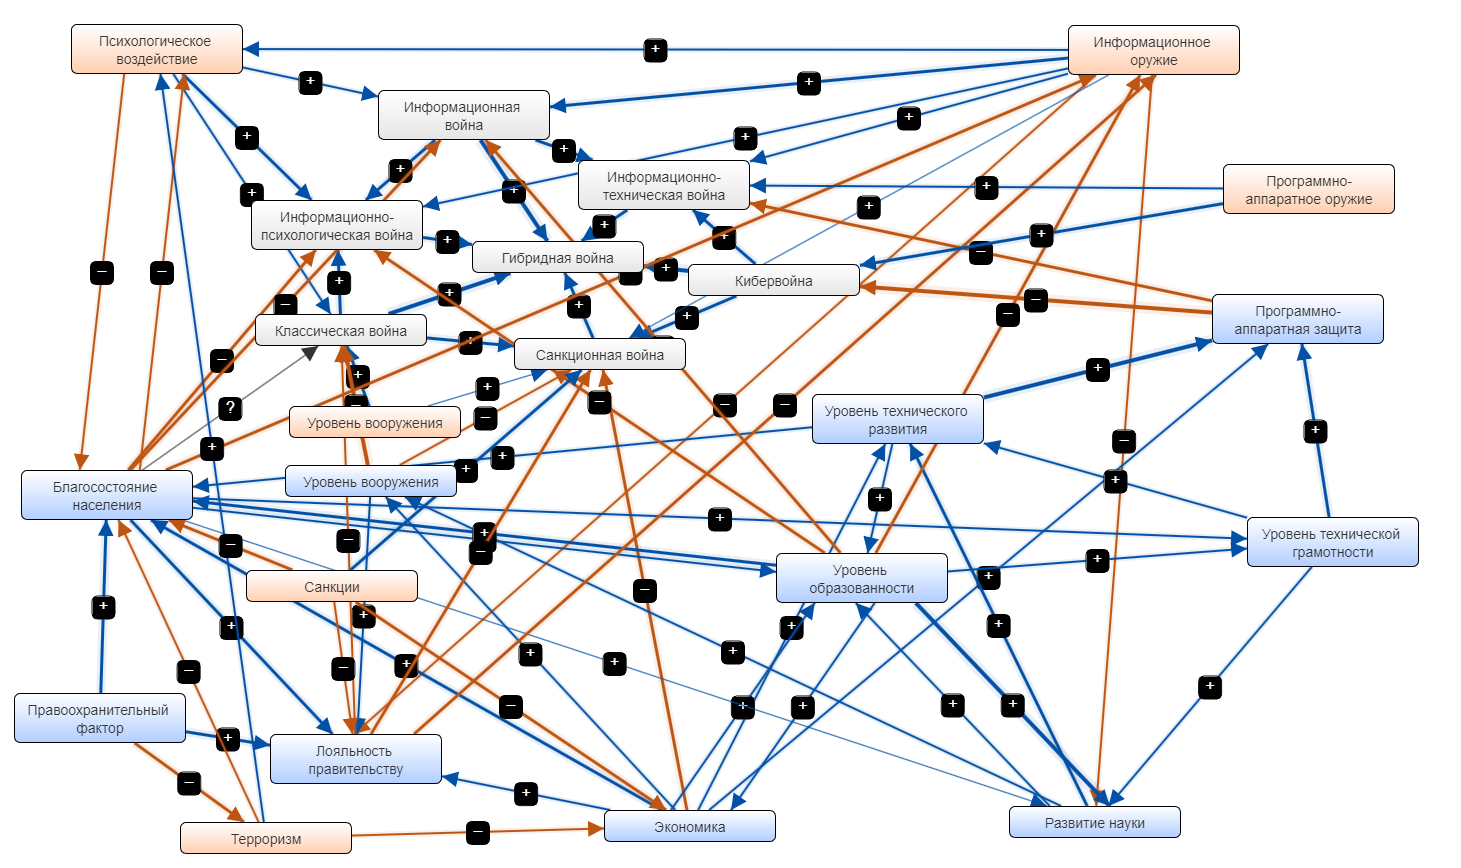 Психологическое
воздействие
Информационное
оружие
Информационная
война
Информационно-
техническая война
Программно-
аппаратное оружие
Информационно-
психологическая война
Гибридная война
Кибервойна
Классическая война
Программно-
аппаратная защита
Санкционная война
Уровень вооружения
Уровень технического
развития
Уровень вооружения
Благосостояние
населения
Уровень технической
грамотности
Уровень
образованности
Санкции
Правоохранительный
фактор
Лояльность
правительству
Терроризм
Экономика
Развитие науки
?